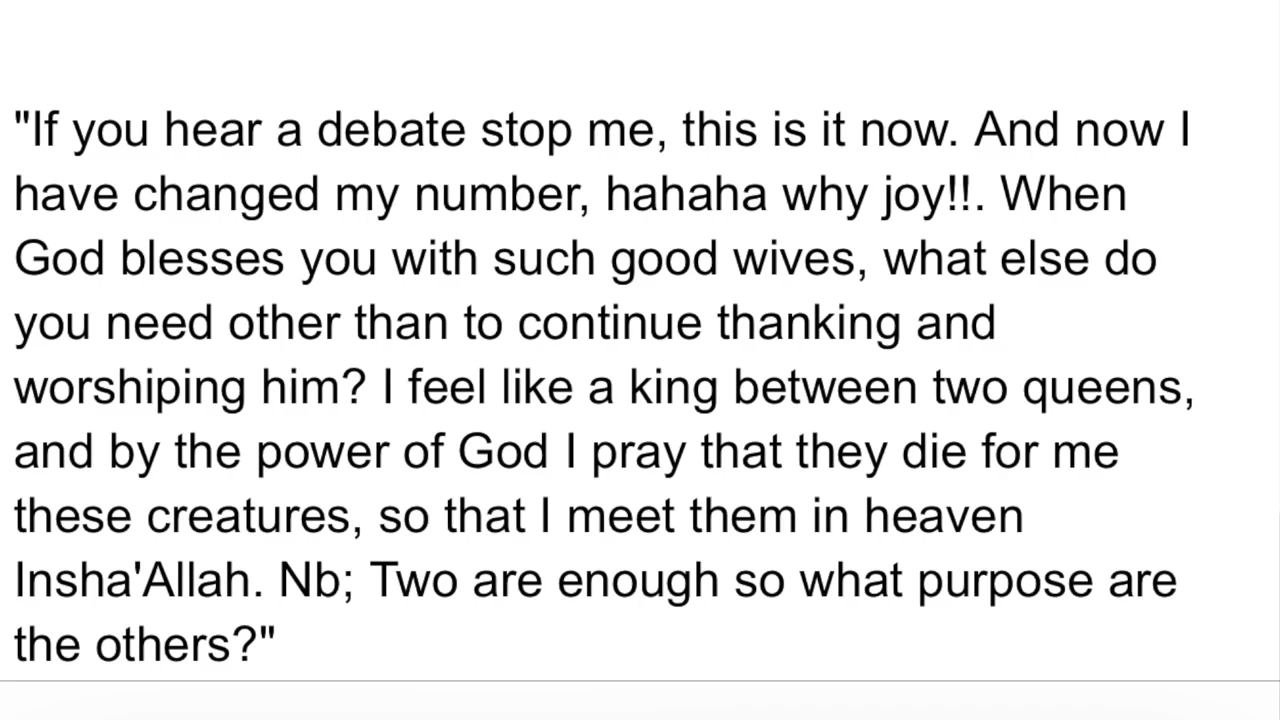 "If you hear a debate stop me, this is it now. And now I
have changed my number, hahaha why joy!!. When
God blesses you with such good wives, what else do
you need other than to continue thanking and
worshiping him? I feel like a king between two queens,
and by the power of God I pray that they die for me
these creatures, so that I meet them in heaven
Insha'Allah. Nb; Two are enough so what purpose are
the others?"